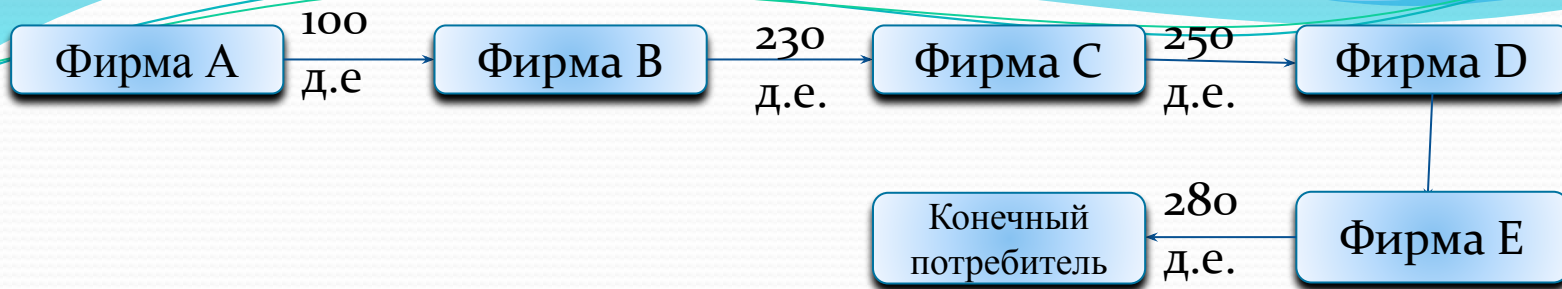 Фирма A
100
д.е
Фирма B
230
д.е.
Фирма C
250
д.е.
Фирма D
Конечный
потребитель
280
д.е.
Фирма E